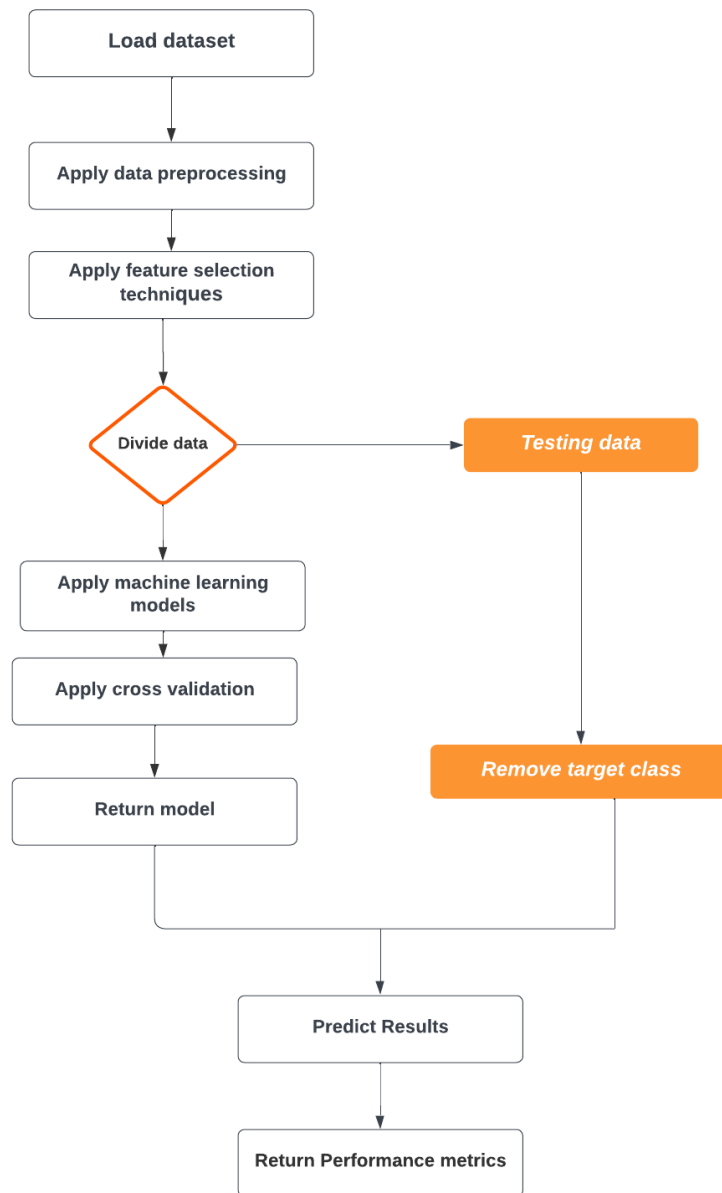 Load dataset
Apply data preprocessing
Apply feature selection
techniques
Divide data
Testing data
Apply machine learning
models
Apply cross validation
Remove target class
Return model
Predict Results
Return Performance metrics